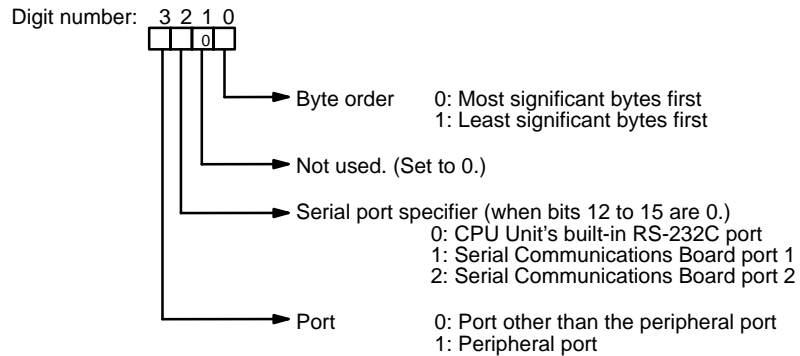 Digit number: 3 2 1 0
0
Byte order 0: Most significant bytes first
1: Least significant bytes first
Not used. (Set to 0.)
Serial port specifier (when bits 12 to 15 are 0.)
0: CPU Unit's built-in RS-232C port
1: Serial Communications Board port 1
2: Serial Communications Board port 2
Port 0: Port other than the peripheral port
1: Peripheral port